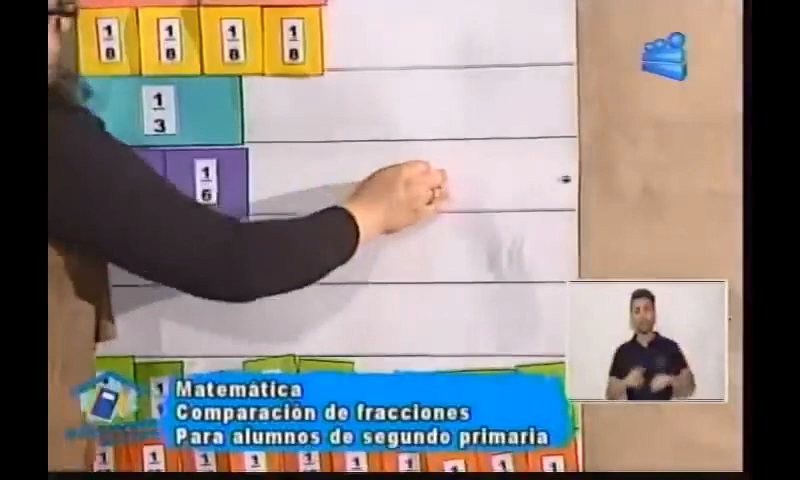 1/8 1/8 1/8 1/8
1/3
1/6
Matemática
Comparación de fracciones
Para alumnos de segundo primaria